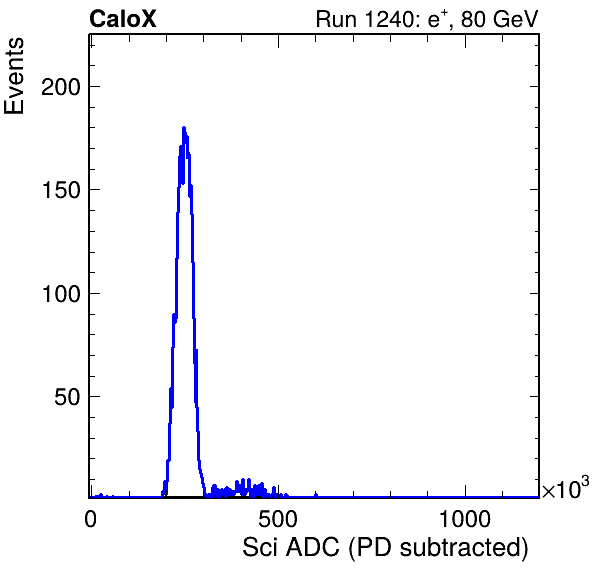 CaloX Run 1240: e⁺, 80 GeV
Events
200
150
100
50
0 500 1000 ×10³
Sci ADC (PD subtracted)